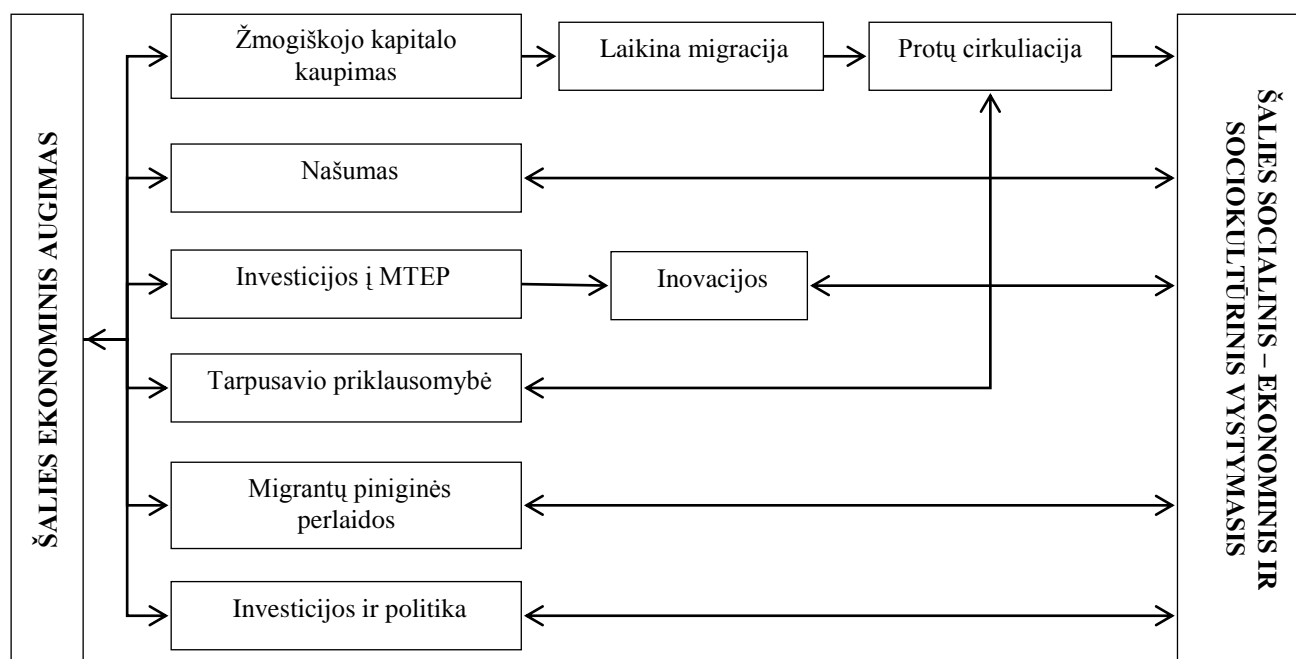 ŠALIES EKONOMINIS AUGIMAS
Žmogiškojo kapitalo
kaupimas
Laikina migracija
Protų cirkuliacija
Našumas
Investicijos į MTEP
Inovacijos
Tarpusavio priklausomybė
Migrantų piniginės
perlaidos
Investicijos ir politika
ŠALIES SOCIALINIS – EKONOMINIS IR
SOCIOKULTŪRINIS VYSTYMASIS